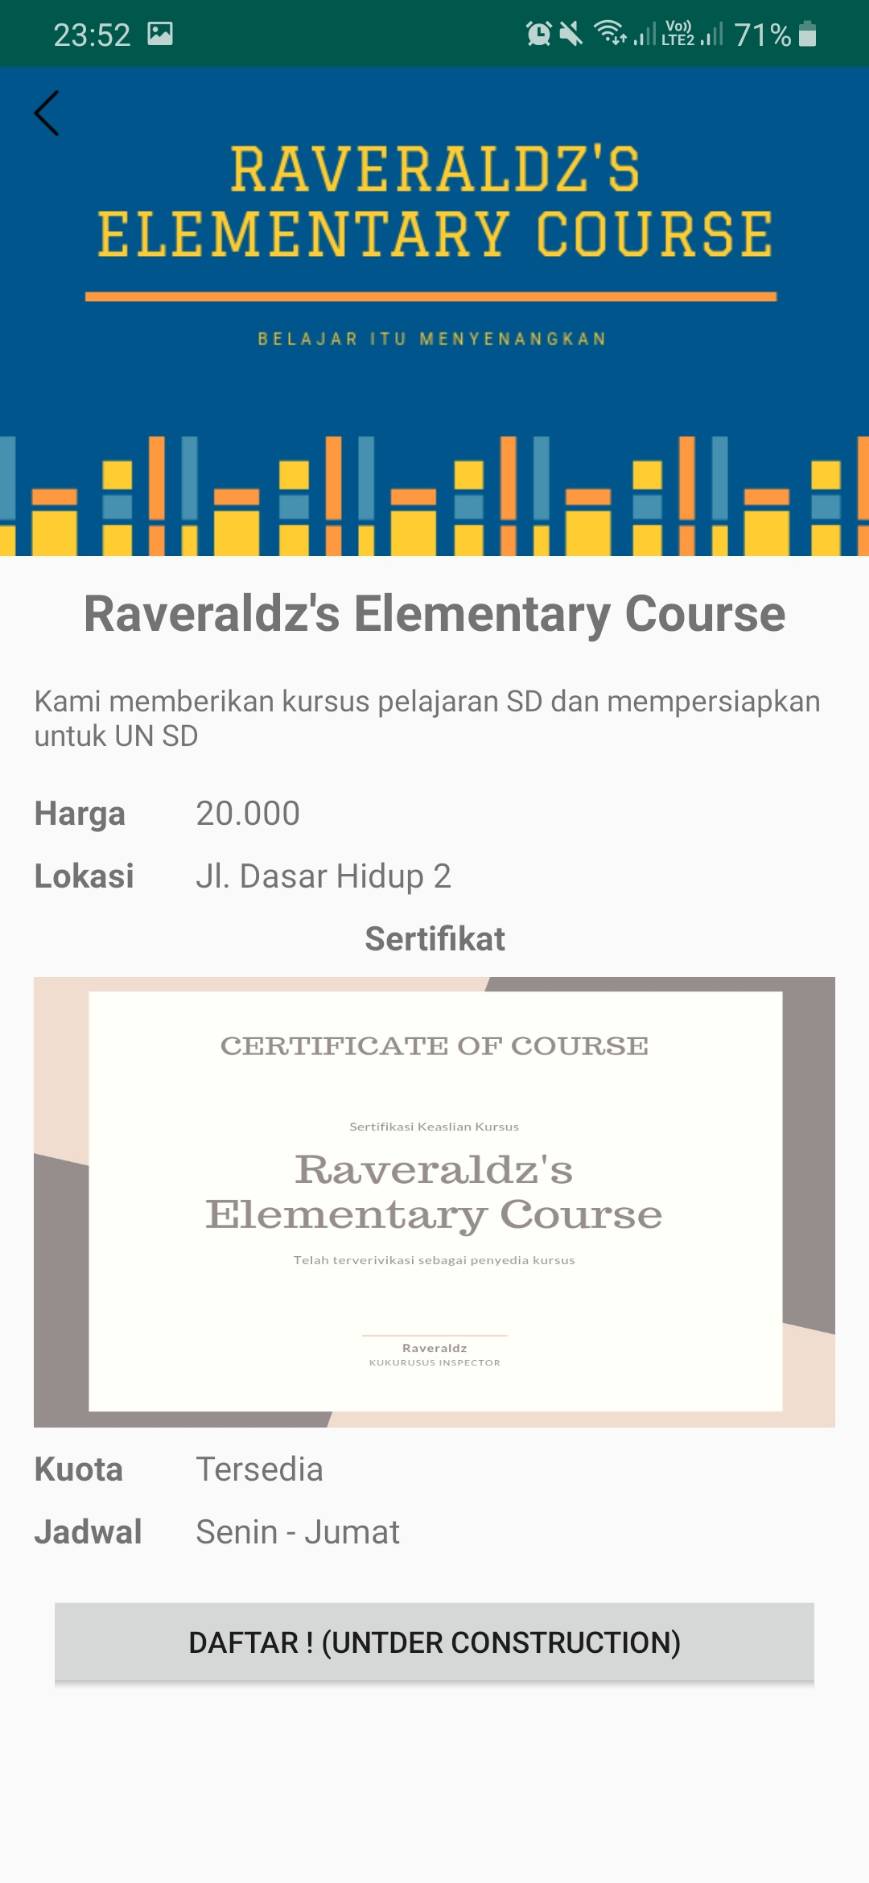 23:52 Vo)) LTE2 71%
RAVERALDZ'S
ELEMENTARY COURSE
BELAJAR ITU MENYENANGKAN
Raveraldz's Elementary Course
Kami memberikan kursus pelajaran SD dan mempersiapkan
untuk UN SD
Harga 20.000
Lokasi Jl. Dasar Hidup 2
Sertifikat
CERTIFICATE OF COURSE
Sertifikasi Keaslian Kursus
Raveraldz's
Elementary Course
Telah terverivikasi sebagai penyedia kursus
Raveraldz
KUKURUSUS INSPECTOR
Kuota Tersedia
Jadwal Senin - Jumat
DAFTAR ! (UNTDER CONSTRUCTION)